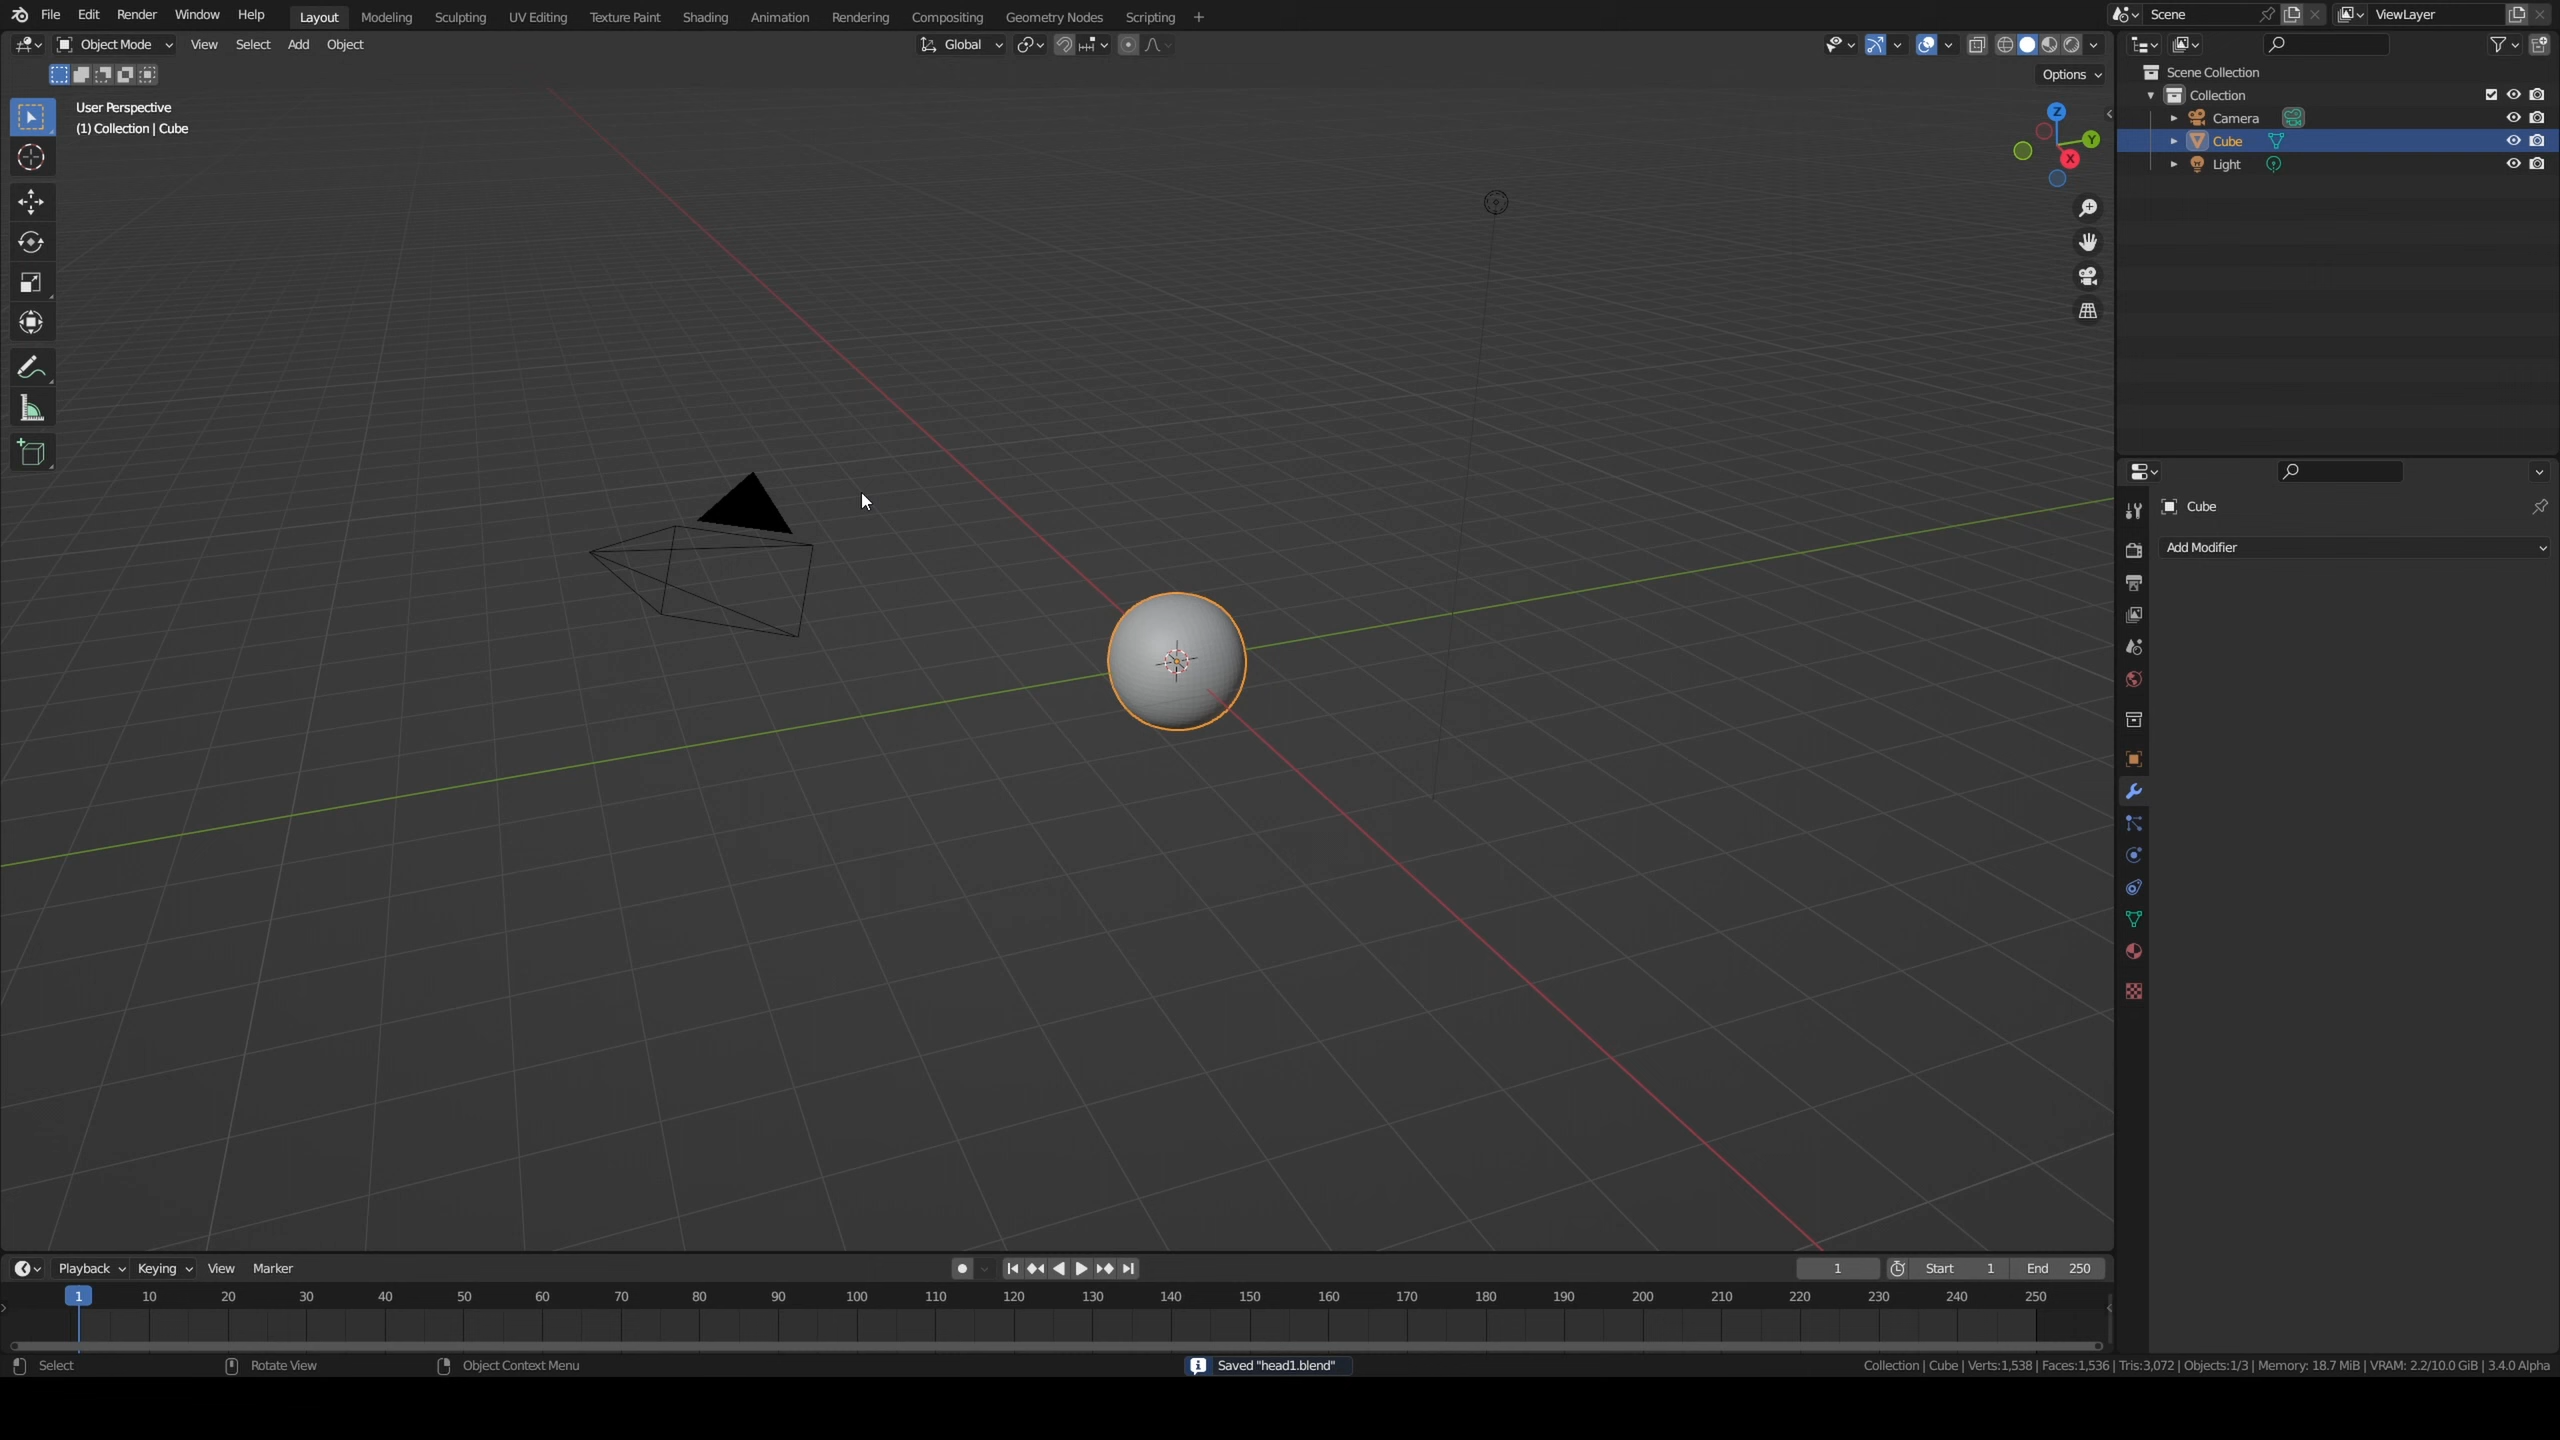 File Edit Render Window Help Layout Modeling Sculpting UV Editing Texture Paint Shading Animation Rendering Compositing Geometry Nodes Scripting + Scene ViewLayer
Object Mode View Select Add Object Global
Options
User Perspective
(1) Collection | Cube
Z
Y
X
Scene Collection
Collection
Camera
Cube
Light
Cube
Add Modifier
Playback Keying View Marker 1 Start 1 End 250
1 10 20 30 40 50 60 70 80 90 100 110 120 130 140 150 160 170 180 190 200 210 220 230 240 250
Select Rotate View Object Context Menu Saved "head1.blend" Collection | Cube | Verts:1,538 | Faces:1,536 | Tris:3,072 | Objects:1/3 | Memory: 18.7 MiB | VRAM: 2.2/10.0 GiB | 3.4.0 Alpha